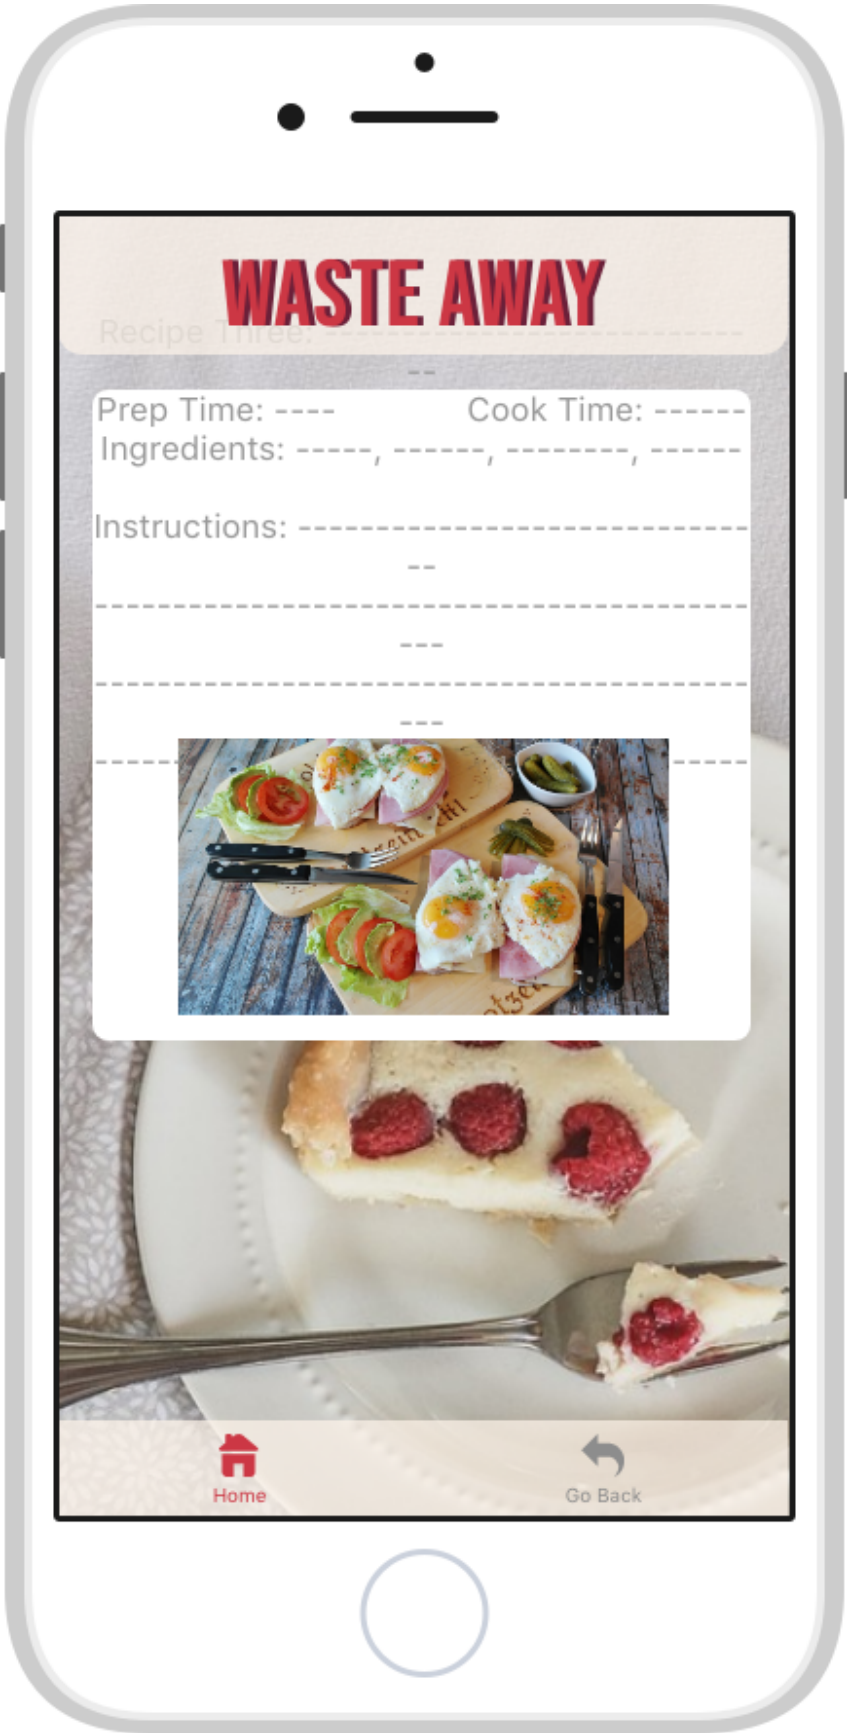 WASTE AWAY
Recipe Three: ----------------------------
--
Prep Time: ---- Cook Time: ------
Ingredients: -----, ------, --------, ------
Instructions: ------------------------------
--
-------------------------------------------
---
-------------------------------------------
---
----- -----
Home
Go Back